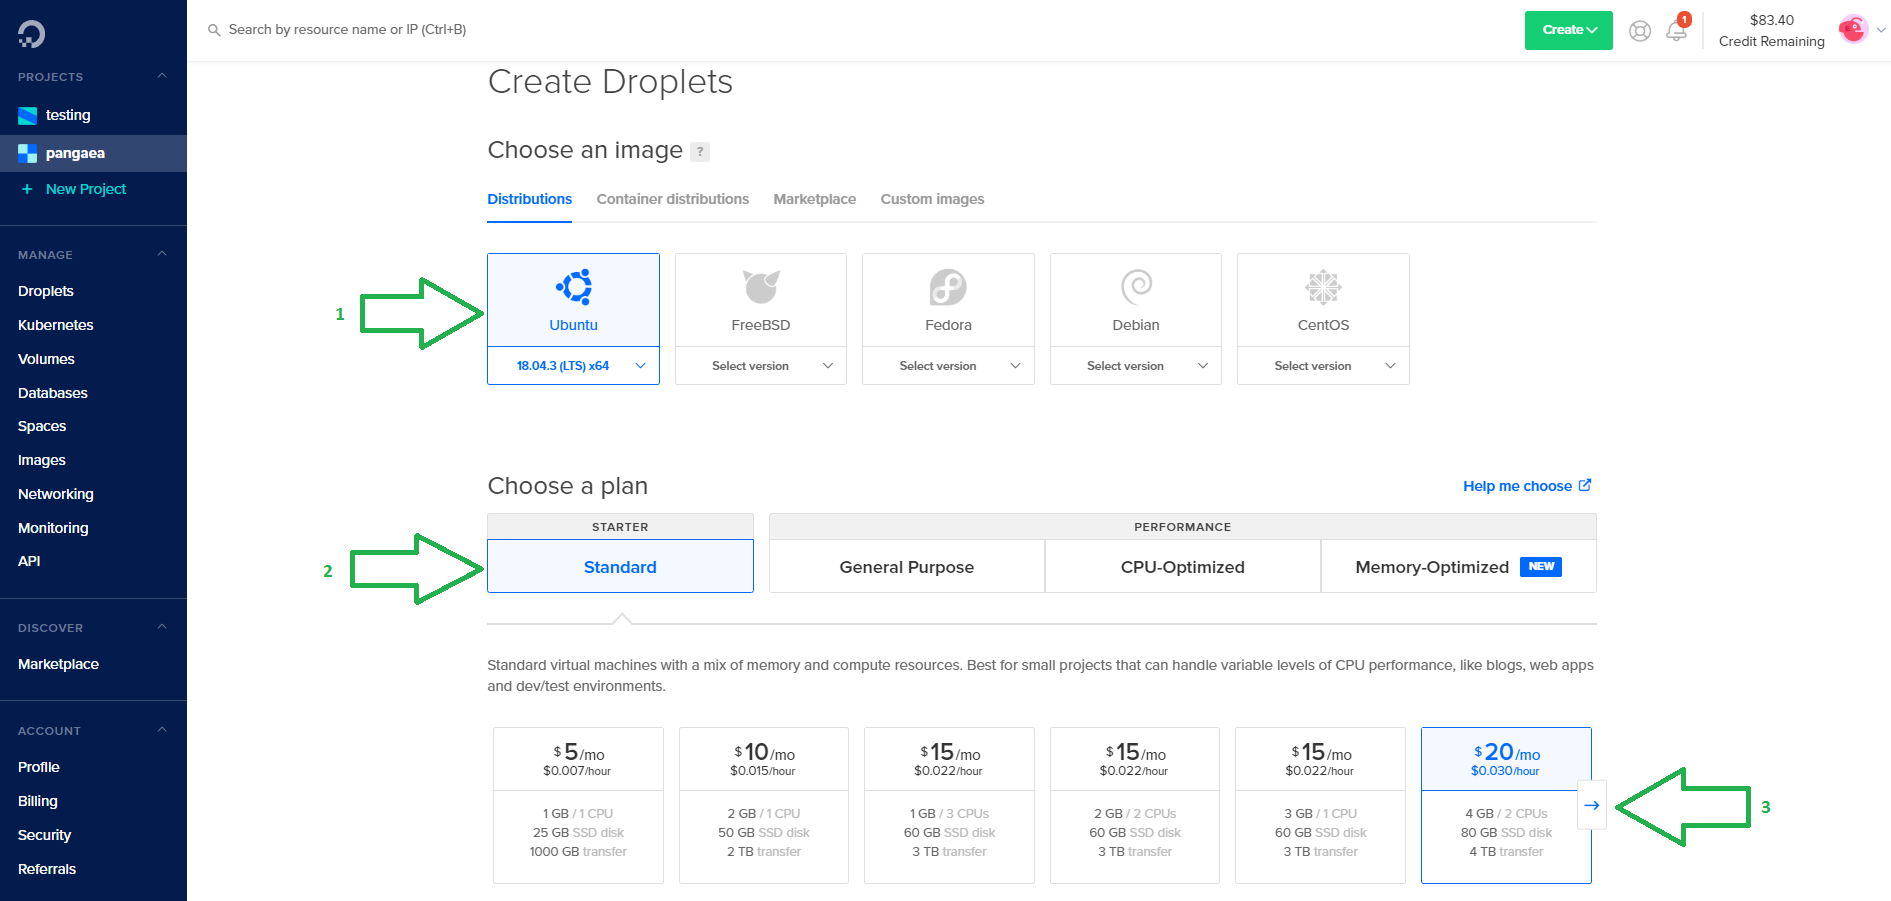 Search by resource name or IP (Ctrl+B)
Create
1
$83.40
Credit Remaining
PROJECTS
testing
pangaea
+ New Project
MANAGE
Droplets
Kubernetes
Volumes
Databases
Spaces
Images
Networking
Monitoring
API
DISCOVER
Marketplace
ACCOUNT
Profile
Billing
Security
Referrals
Create Droplets
Choose an image ?
Distributions Container distributions Marketplace Custom images
1
Ubuntu FreeBSD Fedora Debian CentOS
18.04.3 (LTS) x64 Select version Select version Select version Select version
Choose a plan Help me choose
STARTER PERFORMANCE
2
Standard General Purpose CPU-Optimized Memory-Optimized NEW
Standard virtual machines with a mix of memory and compute resources. Best for small projects that can handle variable levels of CPU performance, like blogs, web apps
and dev/test environments.
$5/mo $10/mo $15/mo $15/mo $15/mo $20/mo
$0.007/hour $0.015/hour $0.022/hour $0.022/hour $0.022/hour $0.030/hour
3
1 GB / 1 CPU 2 GB / 1 CPU 1 GB / 3 CPUs 2 GB / 2 CPUs 3 GB / 1 CPU 4 GB / 2 CPUs
25 GB SSD disk 50 GB SSD disk 60 GB SSD disk 60 GB SSD disk 60 GB SSD disk 80 GB SSD disk
1000 GB transfer 2 TB transfer 3 TB transfer 3 TB transfer 3 TB transfer 4 TB transfer